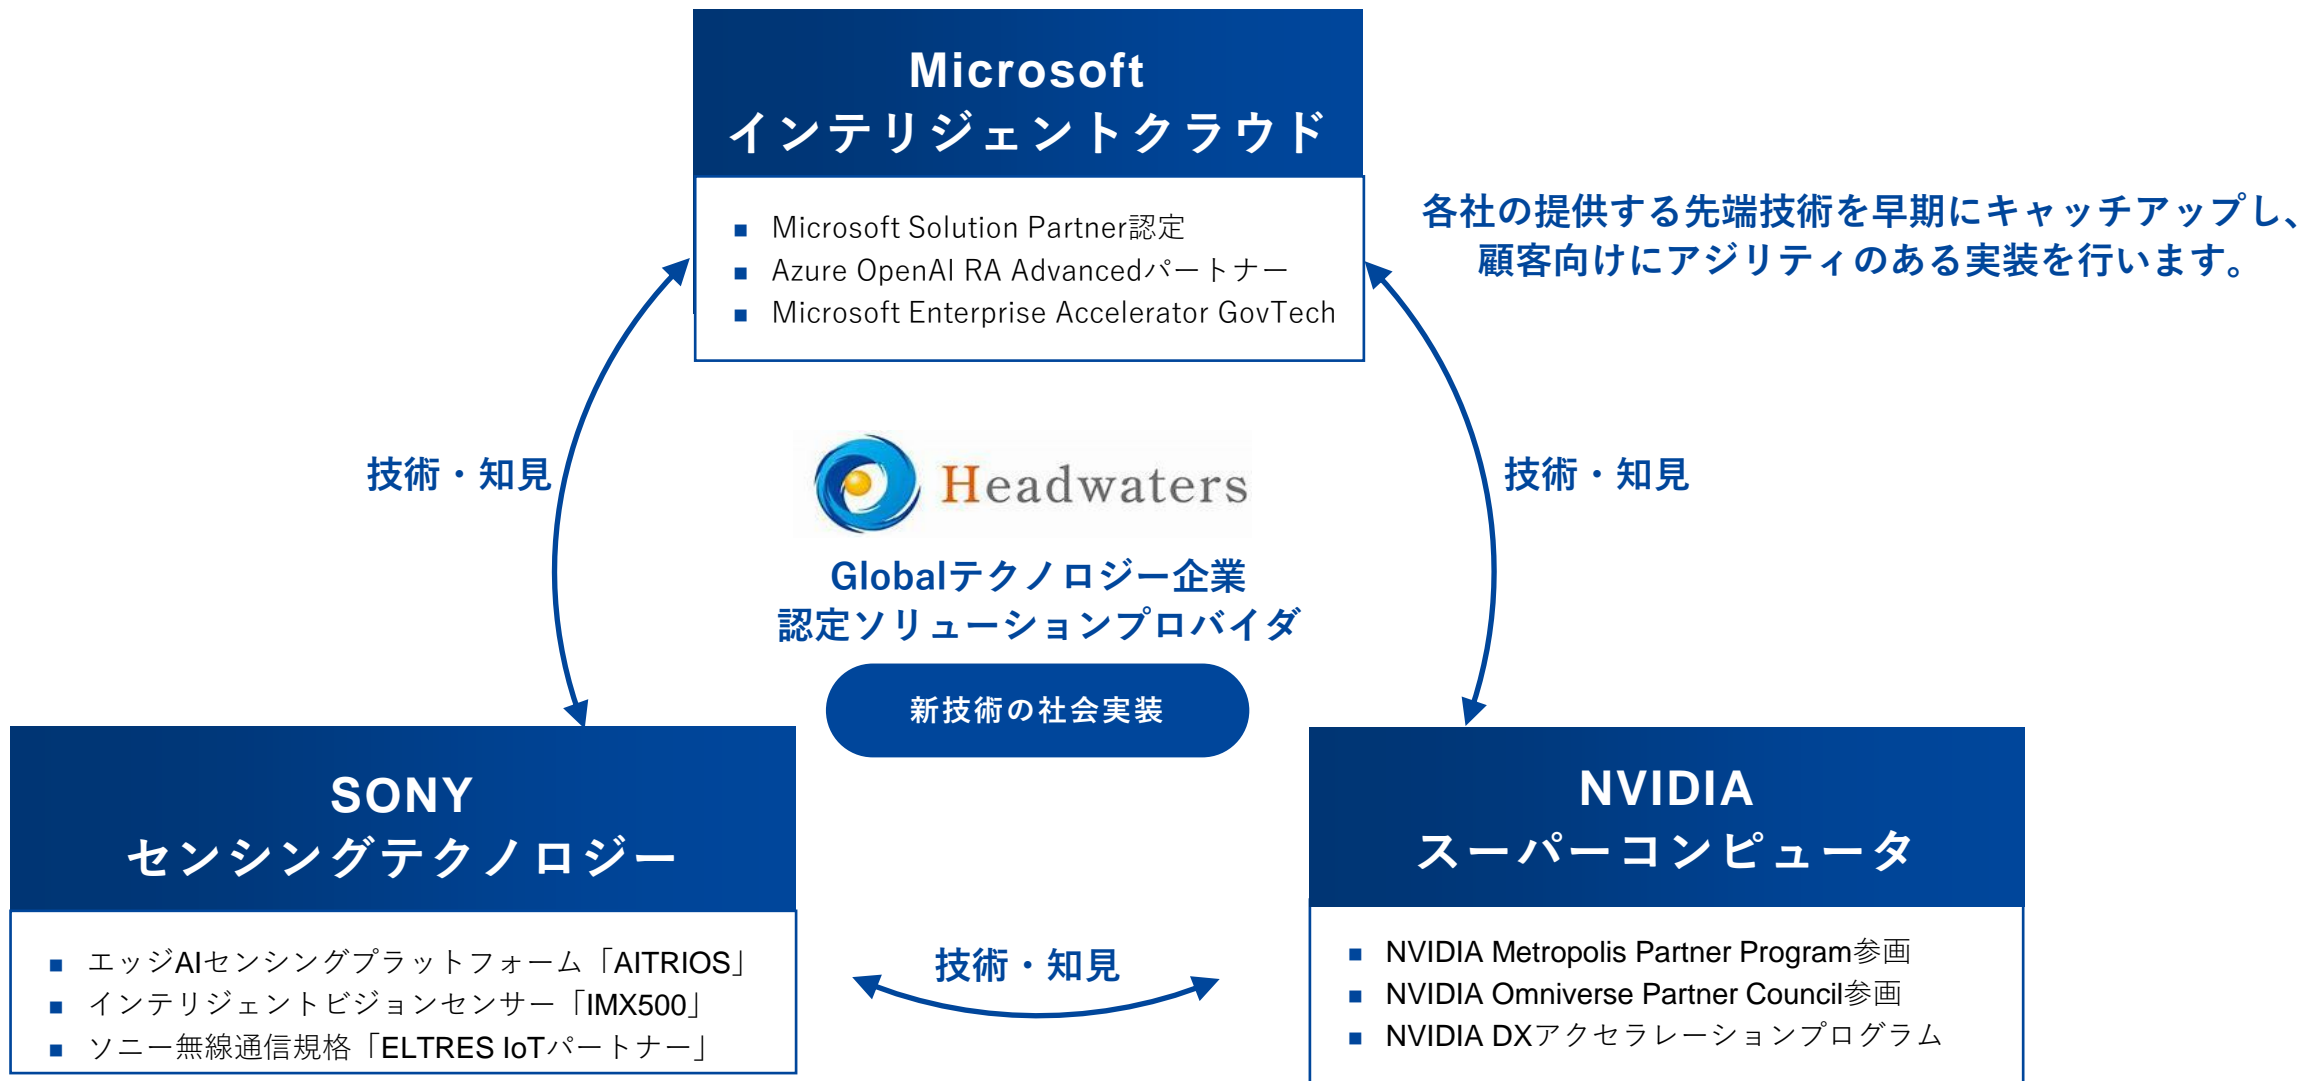 Microsoft
インテリジェントクラウド
■ Microsoft Solution Partner認定
■ Azure OpenAI RA Advancedパートナー
■ Microsoft Enterprise Accelerator GovTech
各社の提供する先端技術を早期にキャッチアップし、
顧客向けにアジリティのある実装を行います。
技術・知見
Headwaters
技術・知見
Globalテクノロジー企業
認定ソリューションプロバイダ
新技術の社会実装
SONY
センシングテクノロジー
■ エッジAIセンシングプラットフォーム「AITRIOS」
■ インテリジェントビジョンセンサー「IMX500」
■ ソニー無線通信規格「ELTRES IoTパートナー」
技術・知見
NVIDIA
スーパーコンピュータ
■ NVIDIA Metropolis Partner Program参画
■ NVIDIA Omniverse Partner Council参画
■ NVIDIA DXアクセラレーションプログラム